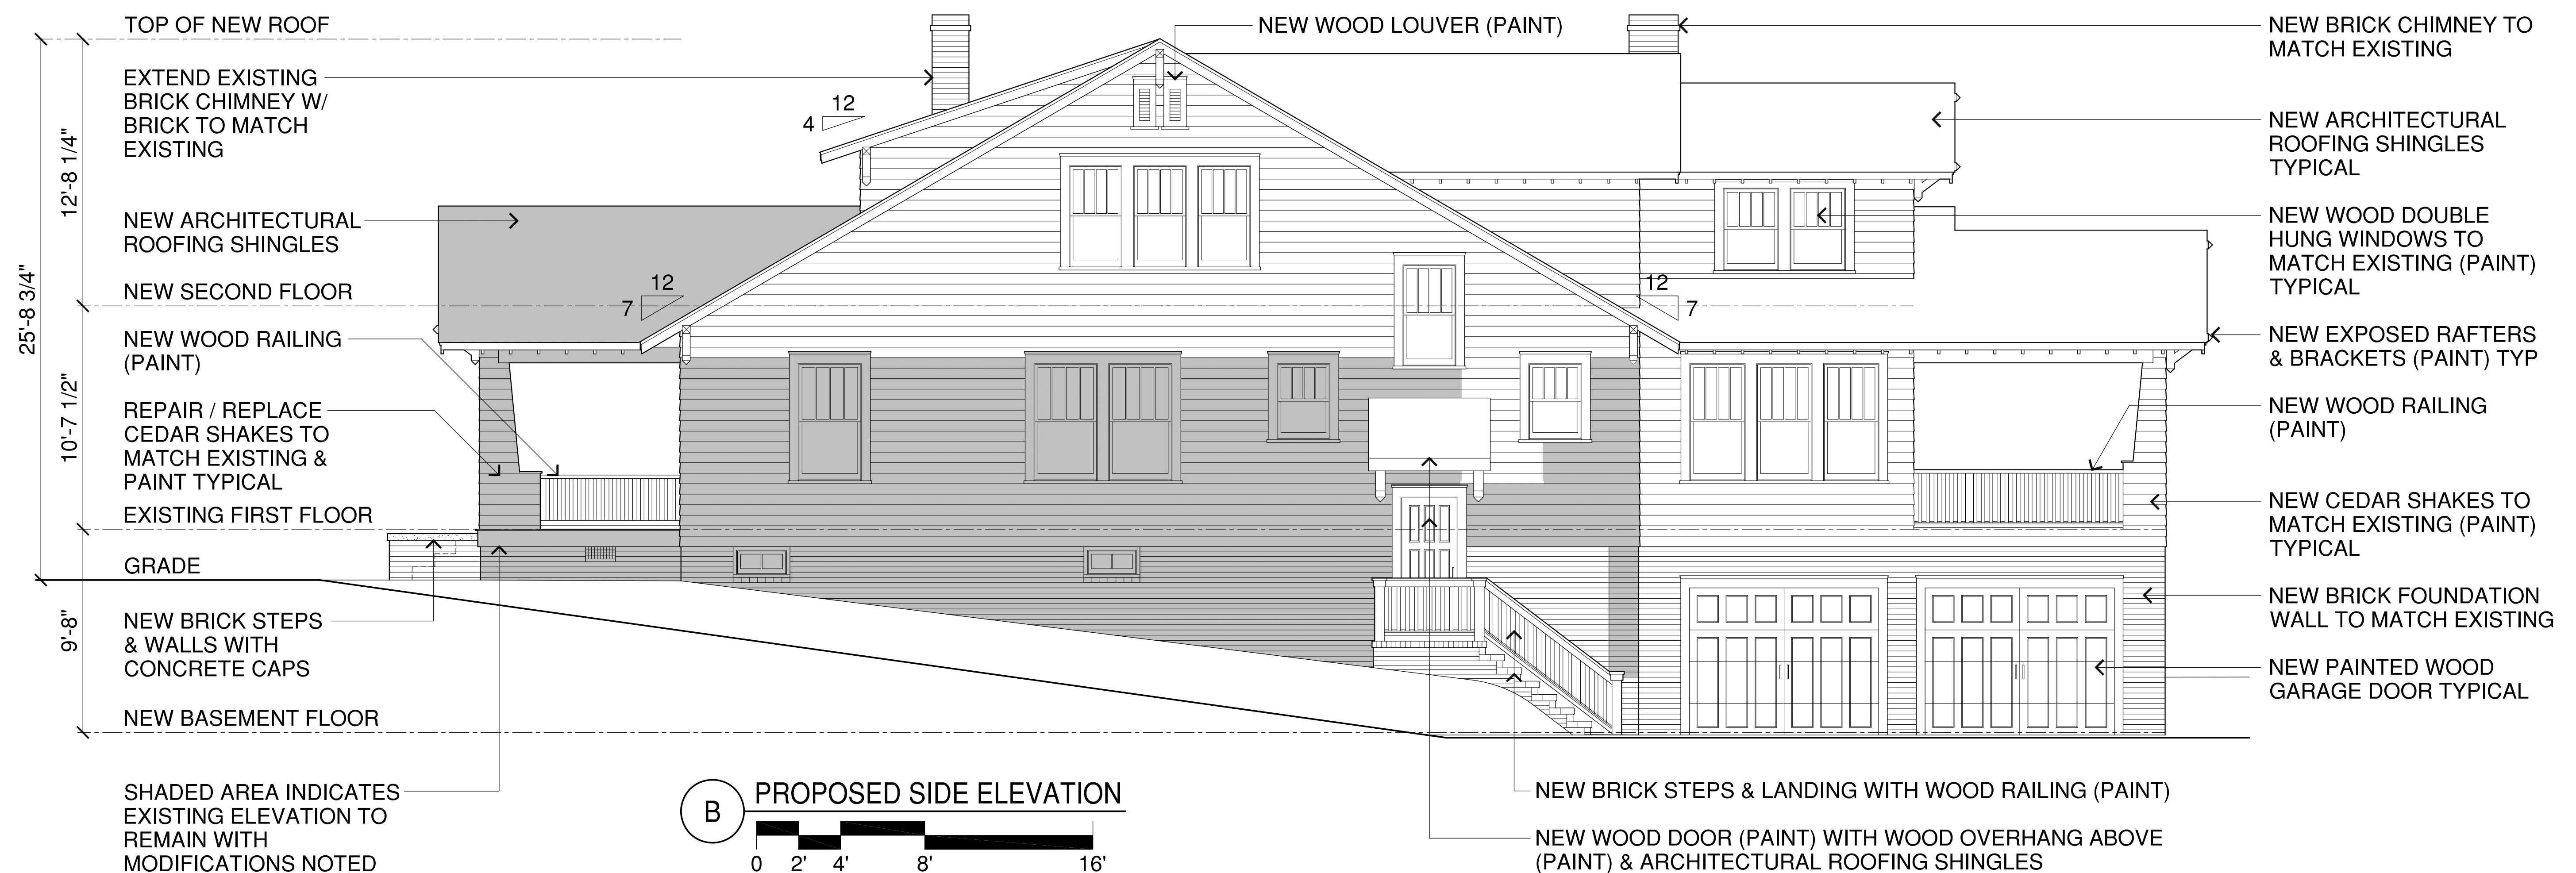 TOP OF NEW ROOF
EXTEND EXISTING
BRICK CHIMNEY W/
BRICK TO MATCH
EXISTING
NEW ARCHITECTURAL
ROOFING SHINGLES
NEW SECOND FLOOR
NEW WOOD RAILING
(PAINT)
REPAIR / REPLACE
CEDAR SHAKES TO
MATCH EXISTING &
PAINT TYPICAL
EXISTING FIRST FLOOR
GRADE
NEW BRICK STEPS
& WALLS WITH
CONCRETE CAPS
NEW BASEMENT FLOOR
SHADED AREA INDICATES
EXISTING ELEVATION TO
REMAIN WITH
MODIFICATIONS NOTED
25'-8 3/4"
12'-8 1/4"
10'-7 1/2"
9'-8"
12
4
12
7
12
7
NEW WOOD LOUVER (PAINT)
NEW BRICK CHIMNEY TO
MATCH EXISTING
NEW ARCHITECTURAL
ROOFING SHINGLES
TYPICAL
NEW WOOD DOUBLE
HUNG WINDOWS TO
MATCH EXISTING (PAINT)
TYPICAL
NEW EXPOSED RAFTERS
& BRACKETS (PAINT) TYP
NEW WOOD RAILING
(PAINT)
NEW CEDAR SHAKES TO
MATCH EXISTING (PAINT)
TYPICAL
NEW BRICK FOUNDATION
WALL TO MATCH EXISTING
NEW PAINTED WOOD
GARAGE DOOR TYPICAL
NEW BRICK STEPS & LANDING WITH WOOD RAILING (PAINT)
NEW WOOD DOOR (PAINT) WITH WOOD OVERHANG ABOVE
(PAINT) & ARCHITECTURAL ROOFING SHINGLES
B PROPOSED SIDE ELEVATION
0 2' 4' 8' 16'